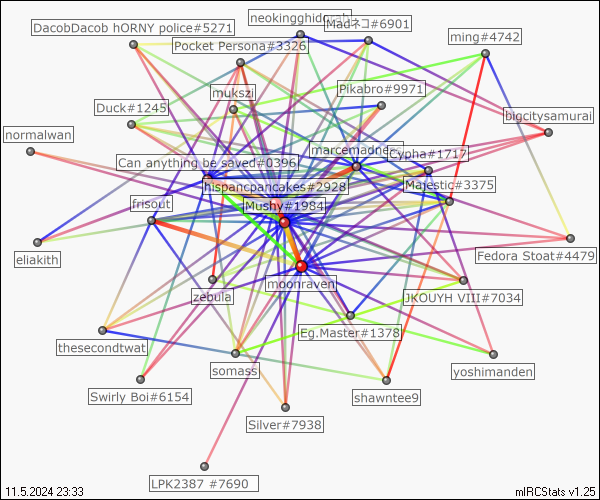 neokingghidorah
DacobDacob hORNY police#5271
Madネコ#6901
Pocket Persona#3326
ming#4742
mukszi
Pikabro#9971
Duck#1245
bigcitysamurai
normalwan
marcemadness
Cypha#1717
Can anything be saved#0396
hispancpancakes#2928
Majestic#3375
frisout
Mushy#1984
eliakith
Fedora Stoat#4479
moonraven
zebula
JKOUYH VIII#7034
Eg.Master#1378
thesecondtwat
somass
yoshimanden
Swirly Boi#6154
shawntee9
Silver#7938
LPK2387 #7690
11.5.2024 23:33
mIRCStats v1.25